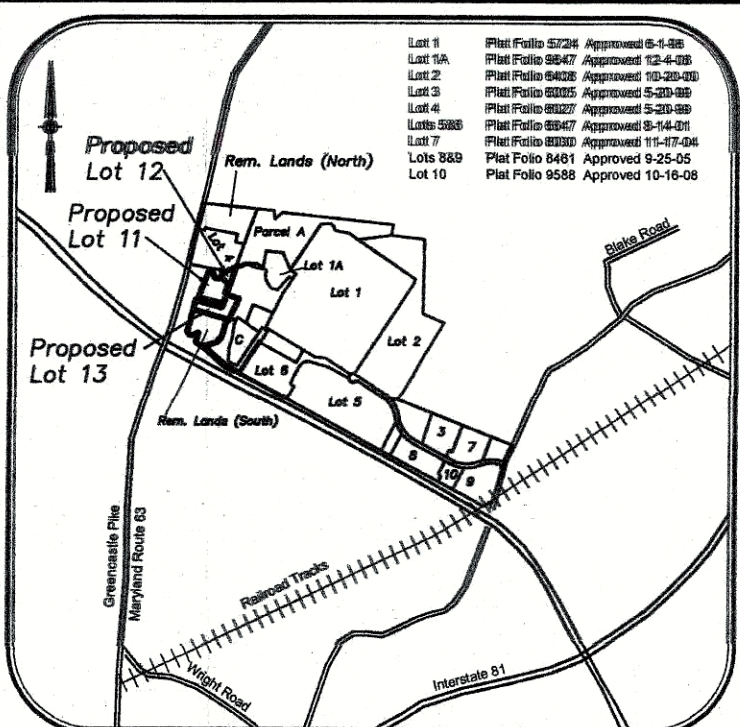 Lot 1 Plat Folio 5724 Approved 6-1-98
Lot 1A Plat Folio 9647 Approved 12-4-08
Lot 2 Plat Folio 6408 Approved 10-20-00
Lot 3 Plat Folio Approved 5-20-99
Lot 4 Plat Folio Approved 5-20-99
Lots 5&6 Plat Folio 6647 Approved 8-14-01
Lot 7 Plat Folio Approved 11-17-04
Lots 8&9 Plat Folio 8461 Approved 9-25-05
Lot 10 Plat Folio 9588 Approved 10-16-08
Proposed
Lot 12
Rem. Lands (North)
Proposed
Lot 11
Parcel A
Lot 4
Lot 1A
Lot 1
Blake Road
Lot 2
Proposed
Lot 13
C
Lot 6
Lot 5
Rem. Lands (South)
3
7
8
10
9
Greencastle Pike
Maryland Route 63
Railroad Tracks
Wright Road
Interstate 81